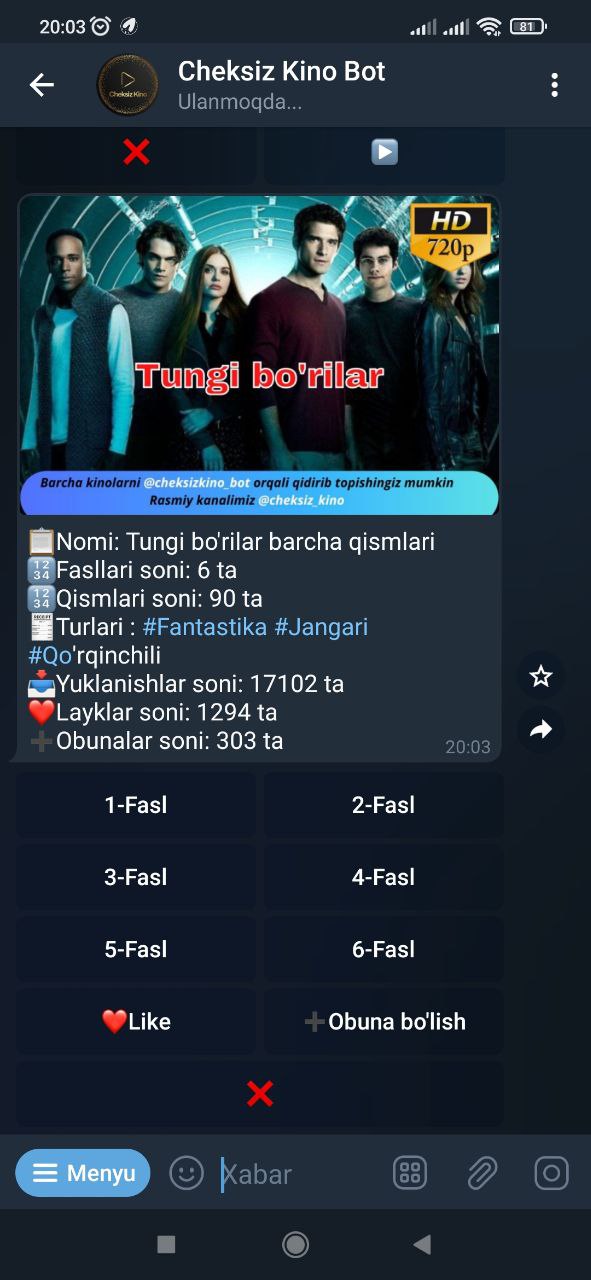 20:03
81
Cheksiz Kino Bot
Cheksiz Kino
Ulanmoqda...
HD
720p
Tungi bo'rilar
Barcha kinolarni @cheksizkino_bot orqali qidirib topishingiz mumkin
Rasmiy kanalimiz @cheksiz_kino
Nomi: Tungi bo'rilar barcha qismlari
Fasllari soni: 6 ta
Qismlari soni: 90 ta
Turlari : #Fantastika #Jangari
#Qo'rqinchili
Yuklanishlar soni: 17102 ta
Layklar soni: 1294 ta
Obunalar soni: 303 ta
20:03
1-Fasl
2-Fasl
3-Fasl
4-Fasl
5-Fasl
6-Fasl
Like
Obuna bo'lish
Menyu
Xabar